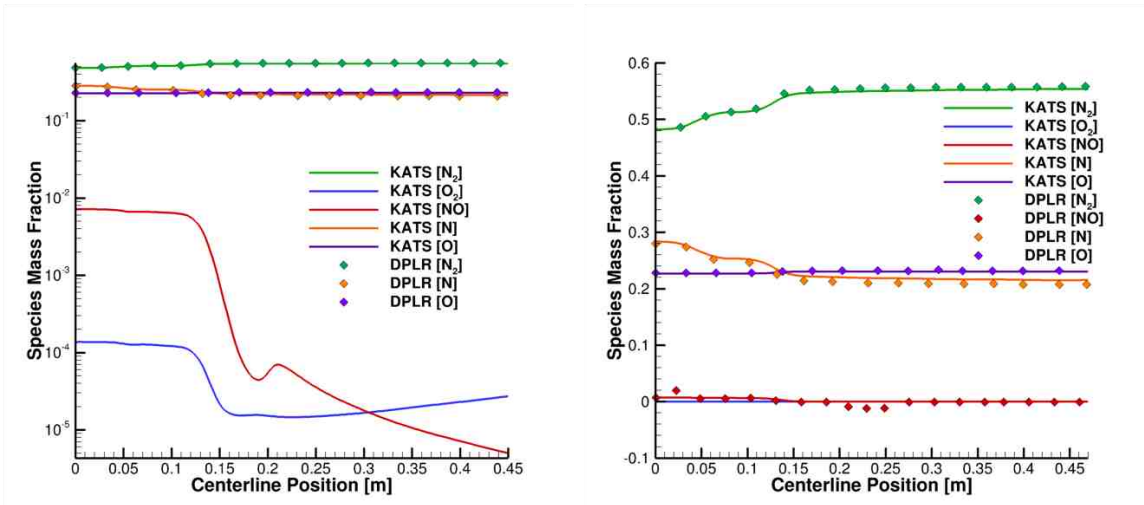 Species Mass Fraction
10⁻¹
10⁻²
10⁻³
10⁻⁴
10⁻⁵
KATS [N₂]
KATS [O₂]
KATS [NO]
KATS [N]
KATS [O]
DPLR [N₂]
DPLR [N]
DPLR [O]
0 0.05 0.1 0.15 0.2 0.25 0.3 0.35 0.4 0.45
Centerline Position [m]
Species Mass Fraction
0.6
0.5
0.4
0.3
0.2
0.1
0
-0.1
KATS [N₂]
KATS [O₂]
KATS [NO]
KATS [N]
KATS [O]
DPLR [N₂]
DPLR [NO]
DPLR [N]
DPLR [O]
0 0.05 0.1 0.15 0.2 0.25 0.3 0.35 0.4 0.45
Centerline Position [m]